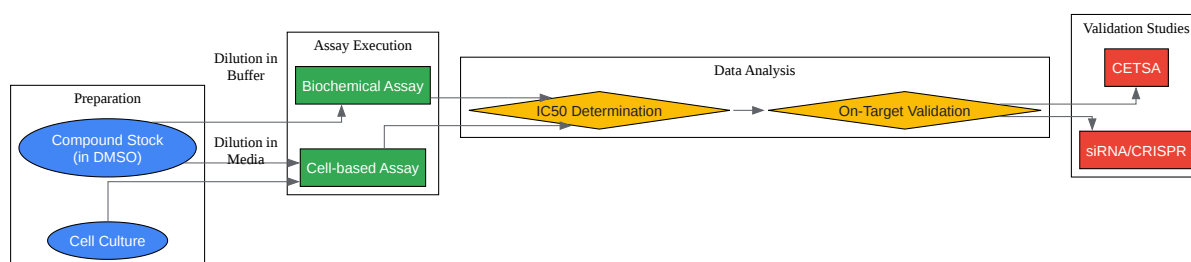 Preparation
Compound Stock
(in DMSO)
Cell Culture
Dilution in
Buffer
Dilution in
Media
Assay Execution
Biochemical Assay
Cell-based Assay
Data Analysis
IC50 Determination
On-Target Validation
Validation Studies
CETSA
siRNA/CRISPR